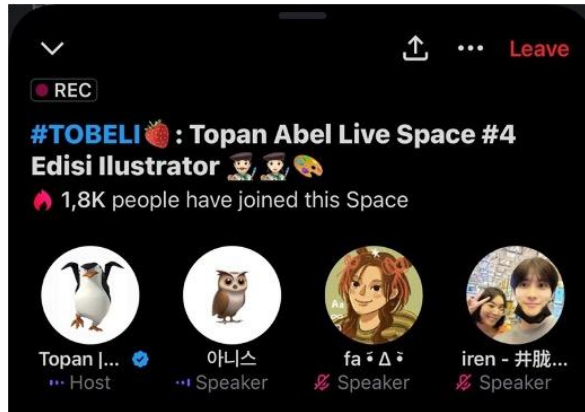 Leave
REC
#TOBELI🍓 : Topan Abel Live Space #4
Edisi Ilustrator 👨🏻‍🎨👨🏻‍🎨🎨
1,8K people have joined this Space
Topan |... 아니스 fa ˜ Δ ` iren - 井胧...
Host Speaker Speaker Speaker